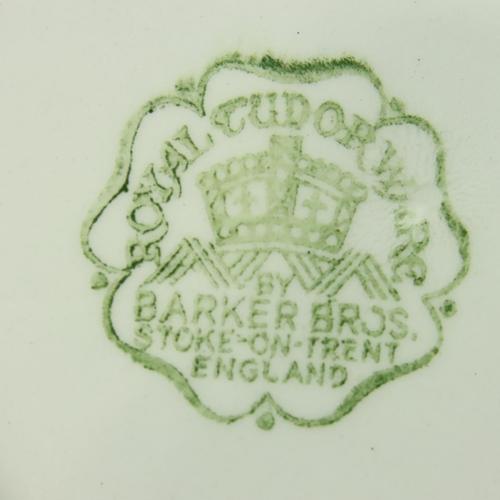 ROYAL TUDOR WARE
BY
BARKER BROS.
STOKE-ON-TRENT
ENGLAND